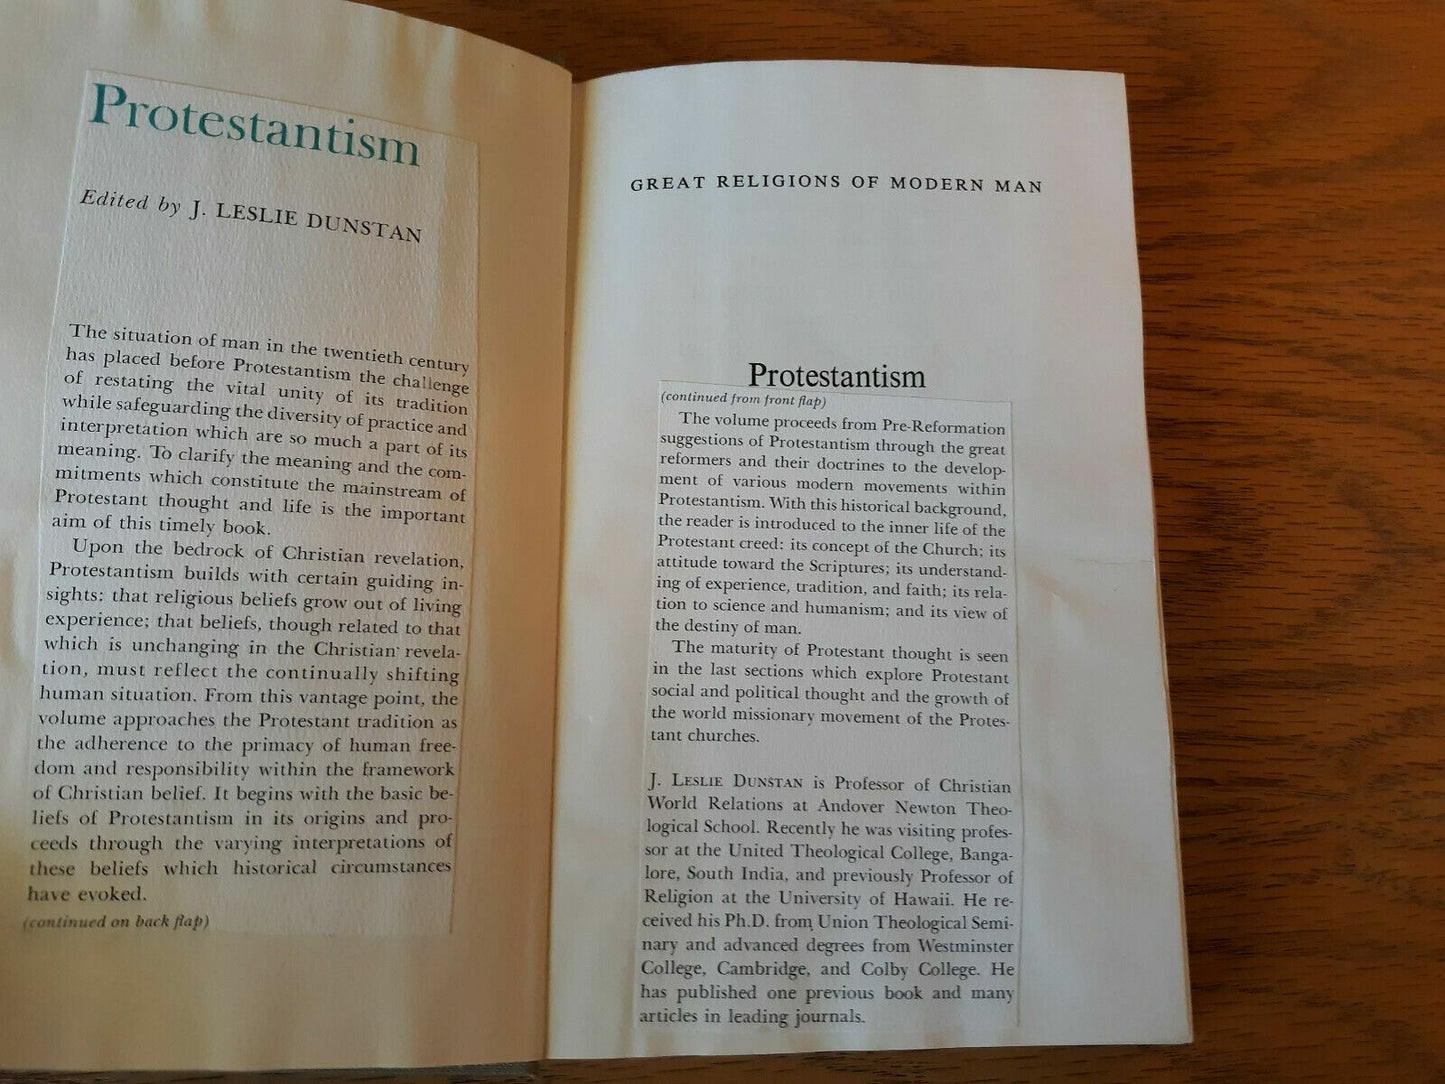 Protestantism
Edited by J. LESLIE DUNSTAN
The situation of man in the twentieth century
has placed before Protestantism the challenge
of restating the vital unity of its tradition
while safeguarding the diversity of practice and
interpretation which are so much a part of its
meaning. To clarify the meaning and the com-
mitments which constitute the mainstream of
Protestant thought and life is the important
aim of this timely book.
Upon the bedrock of Christian revelation,
Protestantism builds with certain guiding in-
sights: that religious beliefs grow out of living
experience; that beliefs, though related to that
which is unchanging in the Christian revela-
tion, must reflect the continually shifting
human situation. From this vantage point, the
volume approaches the Protestant tradition as
the adherence to the primacy of human free-
dom and responsibility within the framework
of Christian belief. It begins with the basic be-
liefs of Protestantism in its origins and pro-
ceeds through the varying interpretations of
these beliefs which historical circumstances
have evoked.
(continued on back flap)
GREAT RELIGIONS OF MODERN MAN
Protestantism
(continued from front flap)
The volume proceeds from Pre-Reformation
suggestions of Protestantism through the great
reformers and their doctrines to the develop-
ment of various modern movements within
Protestantism. With this historical background,
the reader is introduced to the inner life of the
Protestant creed: its concept of the Church; its
attitude toward the Scriptures; its understand-
ing of experience, tradition, and faith; its rela-
tion to science and humanism; and its view of
the destiny of man.
The maturity of Protestant thought is seen
in the last sections which explore Protestant
social and political thought and the growth of
the world missionary movement of the Protes-
tant churches.
J. LESLIE DUNSTAN is Professor of Christian
World Relations at Andover Newton Theo-
logical School. Recently he was visiting profes-
sor at the United Theological College, Banga-
lore, South India, and previously Professor of
Religion at the University of Hawaii. He re-
ceived his Ph.D. from Union Theological Semi-
nary and advanced degrees from Westminster
College, Cambridge, and Colby College. He
has published one previous book and many
articles in leading journals.